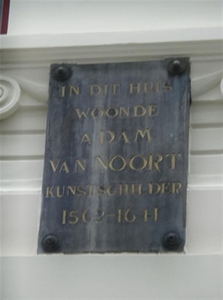 IN DIT HUIS
WOONDE
ADAM
VAN NOORT
KUNSTSCHILDER
1562-1641